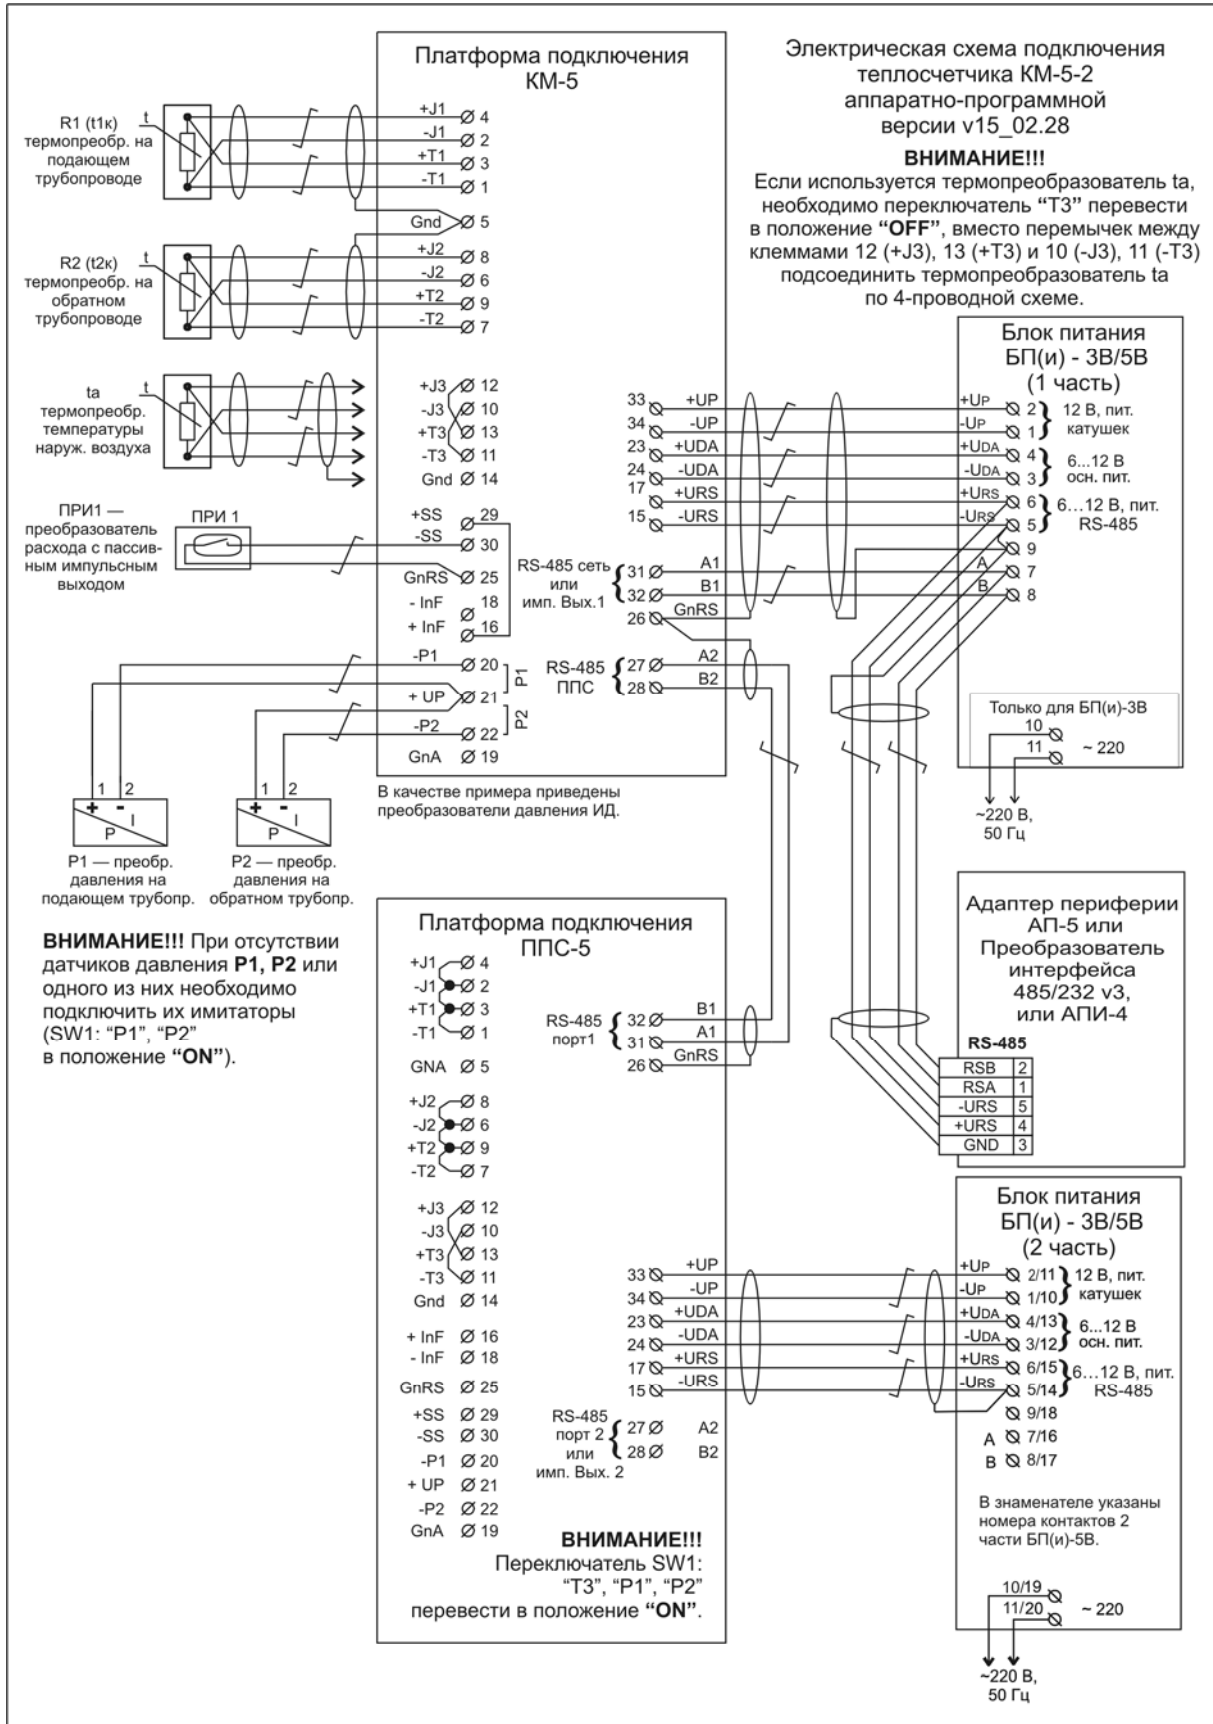 Электрическая схема подключения
теплосчетчика КМ-5-2
аппаратно-программной
версии v15_02.28
ВНИМАНИЕ!!!
Если используется термопреобразователь ta,
необходимо переключатель “Т3” перевести
в положение “OFF”, вместо перемычек между
клеммами 12 (+J3), 13 (+T3) и 10 (-J3), 11 (-T3)
подсоединить термопреобразователь ta
по 4-проводной схеме.
Платформа подключения
КМ-5
R1 (t1к)
термопреобр. на
подающем
трубопроводе
t
+J1 4
-J1 2
+T1 3
-T1 1
Gnd 5
R2 (t2к)
термопреобр. на
обратном
трубопроводе
t
+J2 8
-J2 6
+T2 9
-T2 7
ta
термопреобр.
температуры
наруж. воздуха
t
+J3 12
-J3 10
+T3 13
-T3 11
Gnd 14
ПРИ1 —
преобразователь
расхода с пассив-
ным импульсным
выходом
ПРИ 1
+SS 29
-SS 30
GnRS 25
- InF 18
+ InF 16
-P1 20
+ UP 21
-P2 22
GnA 19
P1
P2
33 +UP
34 -UP
23 +UDA
24 -UDA
17 +URS
15 -URS
RS-485 сеть
или
имп. Вых.1
31 A1
32 B1
26 GnRS
RS-485
ППС
27 A2
28 B2
Блок питания
БП(и) - 3В/5В
(1 часть)
+UP 2
-UP 1
12 В, пит.
катушек
+UDA 4
-UDA 3
6...12 В
осн. пит.
+URS 6
-URS 5
6...12 В, пит.
RS-485
9
A 7
B 8
Только для БП(и)-3В
10
11 ~ 220
~220 В,
50 Гц
1 2
+ -
P I
P1 — преобр.
давления на
подающем трубопр.
1 2
+ -
P I
P2 — преобр.
давления на
обратном трубопр.
В качестве примера приведены
преобразователи давления ИД.
ВНИМАНИЕ!!! При отсутствии
датчиков давления P1, P2 или
одного из них необходимо
подключить их имитаторы
(SW1: “P1”, “P2”
в положение “ON”).
Платформа подключения
ППС-5
+J1 4
-J1 2
+T1 3
-T1 1
GNA 5
+J2 8
-J2 6
+T2 9
-T2 7
+J3 12
-J3 10
+T3 13
-T3 11
Gnd 14
+ InF 16
- InF 18
GnRS 25
+SS 29
-SS 30
-P1 20
+ UP 21
-P2 22
GnA 19
RS-485
порт1
32 B1
31 A1
26 GnRS
33 +UP
34 -UP
23 +UDA
24 -UDA
17 +URS
15 -URS
RS-485
порт 2
или
имп. Вых. 2
27 A2
28 B2
ВНИМАНИЕ!!!
Переключатель SW1:
“T3”, “P1”, “P2”
перевести в положение “ON”.
Адаптер периферии
АП-5 или
Преобразователь
интерфейса
485/232 v3,
или АПИ-4
RS-485
RSB 2
RSA 1
-URS 5
+URS 4
GND 3
Блок питания
БП(и) - 3В/5В
(2 часть)
+UP 2/11
-UP 1/10
12 В, пит.
катушек
+UDA 4/13
-UDA 3/12
6...12 В
осн. пит.
+URS 6/15
-URS 5/14
6...12 В, пит.
RS-485
9/18
A 7/16
B 8/17
В знаменателе указаны
номера контактов 2
части БП(и)-5В.
10/19
11/20 ~ 220
~220 В,
50 Гц